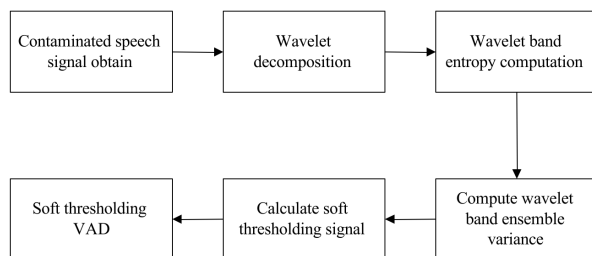 Contaminated speech
signal obtain
Wavelet
decomposition
Wavelet band
entropy computation
Compute wavelet
band ensemble
variance
Calculate soft
thresholding signal
Soft thresholding
VAD